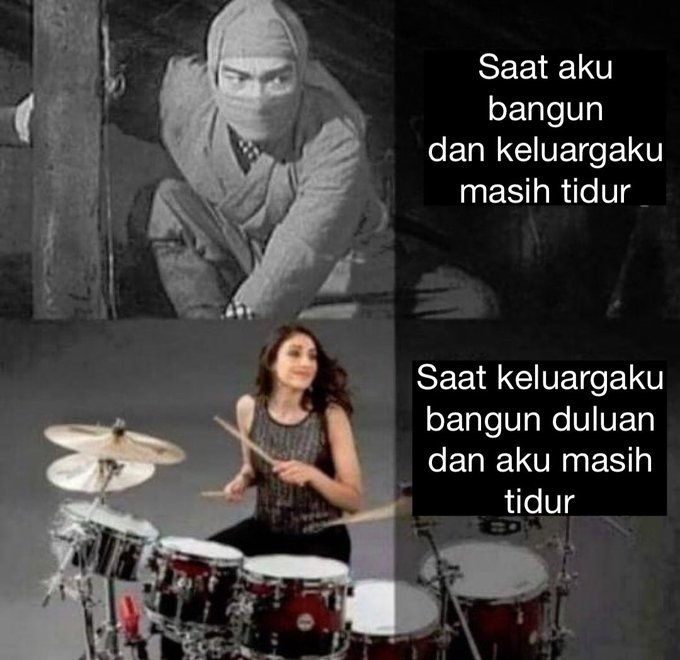 Saat aku
bangun
dan keluargaku
masih tidur
Saat keluargaku
bangun duluan
dan aku masih
tidur